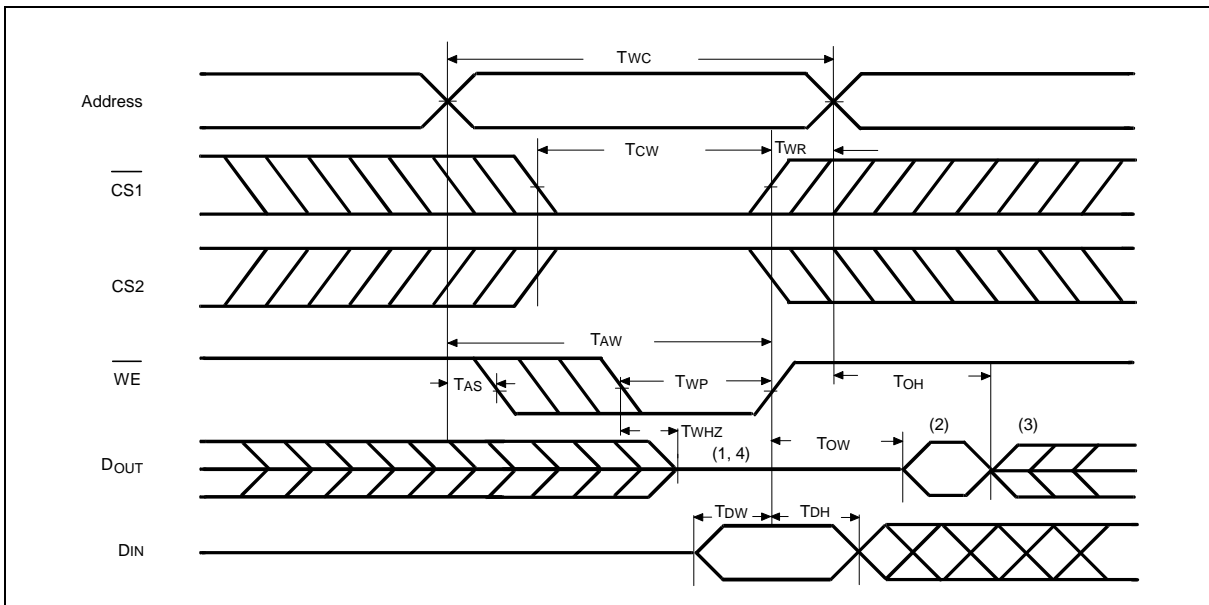 TWC
Address
TCW
TWR
CS1
CS2
TAW
WE
TAS
TWP
TOH
TWHZ
(1, 4)
TOW
(2)
(3)
DOUT
TDW
TDH
DIN